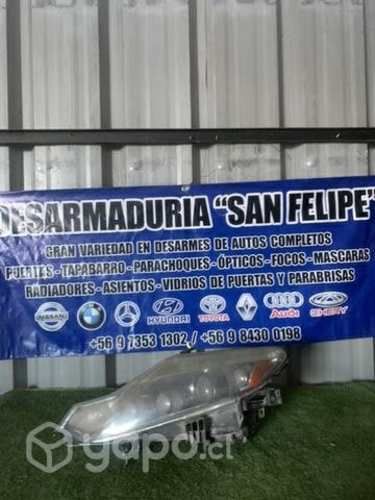 DESARMADURIA "SAN FELIPE"
GRAN VARIEDAD EN DESARMES DE AUTOS COMPLETOS
PUERTAS - TAPABARRO - PARACHOQUES - ÓPTICOS - FOCOS - MASCARAS
RADIADORES - ASIENTOS - VIDRIOS DE PUERTAS Y PARABRISAS
NISSAN BMW HYUNDAI TOYOTA Audi CHERY
+56 9 7353 1302 / +56 9 8430 0198
yapo.cl